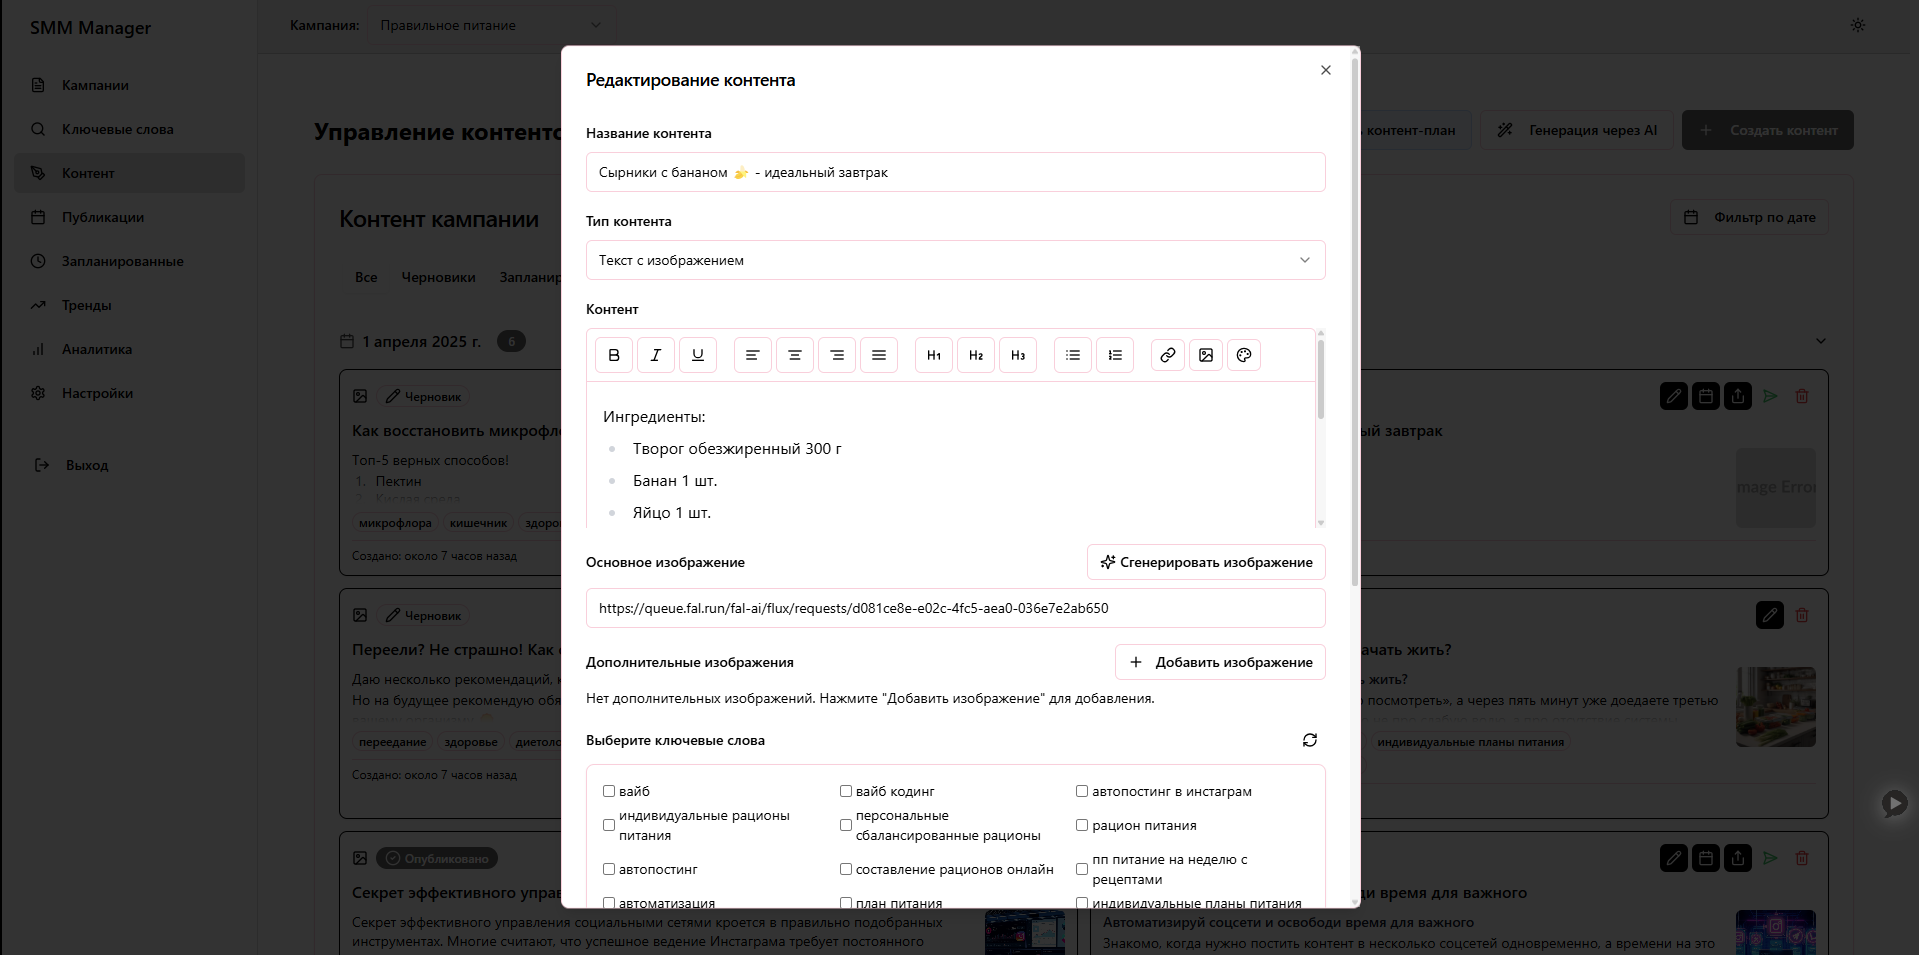 SMM Manager
Кампания:
Правильное питание
Кампании
Ключевые слова
Контент
Публикации
Запланированные
Тренды
Аналитика
Настройки
Выход
Управление контенто
контент-план
Генерация через AI
Создать контент
Контент кампании
Фильтр по дате
Все
Черновики
Запланир
1 апреля 2025 г.
6
Черновик
Как восстановить микрофл
Топ-5 верных способов!
1. Пектин
2. Кислая среда
микрофлора
кишечник
здоро
Создано: около 7 часов назад
ый завтрак
mage Error
Черновик
Переели? Не страшно! Как
Даю несколько рекомендаций,
Но на будущее рекомендую обя
переедание
здоровье
диетоло
Создано: около 7 часов назад
ачать жить?
жить?
посмотреть», а через пять минут уже доедаете третью
индивидуальные планы питания
Опубликовано
Секрет эффективного упра
Секрет эффективного управления социальными сетями кроется в правильно подобранных
инструментах. Многие считают, что успешное ведение Инстаграма требует постоянного
ди время для важного
Автоматизируй соцсети и освободи время для важного
Знакомо, когда нужно постить контент в несколько соцсетей одновременно, а времени на это
Редактирование контента
Название контента
Сырники с бананом 🍌 - идеальный завтрак
Тип контента
Текст с изображением
Контент
B I U H1 H2 H3
Ингредиенты:
Творог обезжиренный 300 г
Банан 1 шт.
Яйцо 1 шт.
Основное изображение
Сгенерировать изображение
https://queue.fal.run/fal-ai/flux/requests/d081ce8e-e02c-4fc5-aea0-036e7e2ab650
Дополнительные изображения
Добавить изображение
Нет дополнительных изображений. Нажмите "Добавить изображение" для добавления.
Выберите ключевые слова
вайб
вайб кодинг
автопостинг в инстаграм
индивидуальные рационы
питания
персональные
сбалансированные рационы
рацион питания
автопостинг
составление рационов онлайн
пп питание на неделю с
рецептами
автоматизация
план питания
индивидуальные планы питания